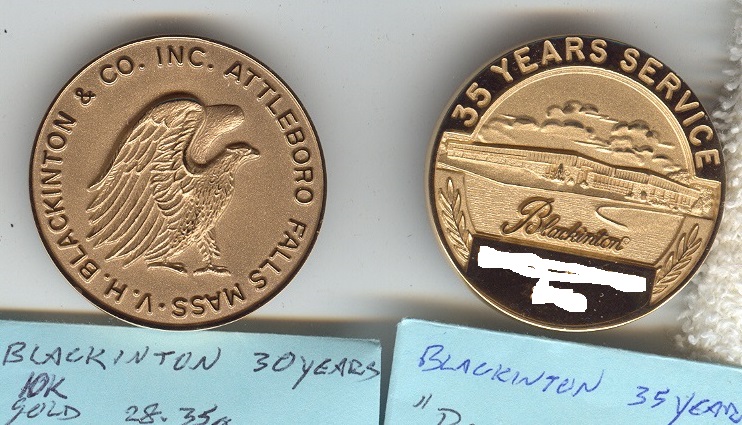 V. H. BLACKINTON & CO. INC. ATTLEBORO FALLS MASS •
35 YEARS SERVICE
Blackinton
BLACKINTON 30 YEARS
10K
GOLD 28.35g
BLACKINTON 35 YEARS